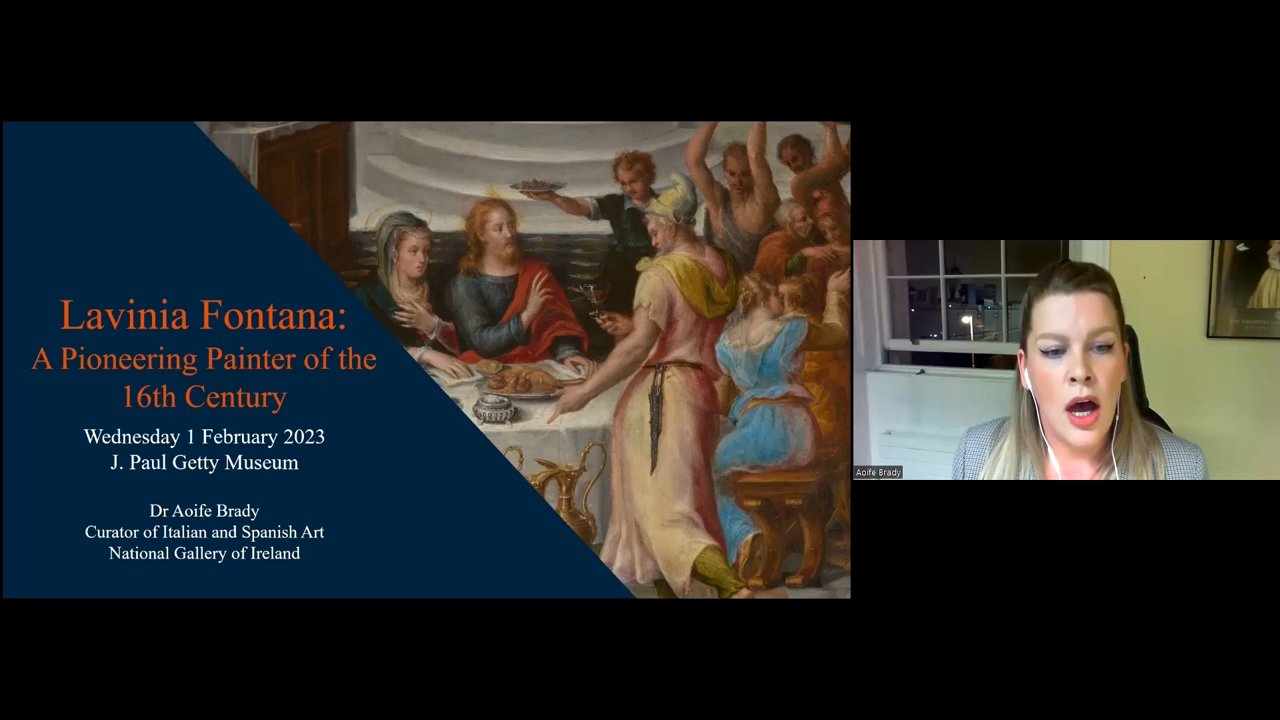 Lavinia Fontana:
A Pioneering Painter of the
16th Century
Wednesday 1 February 2023
J. Paul Getty Museum
Dr Aoife Brady
Curator of Italian and Spanish Art
National Gallery of Ireland
Aoife Brady